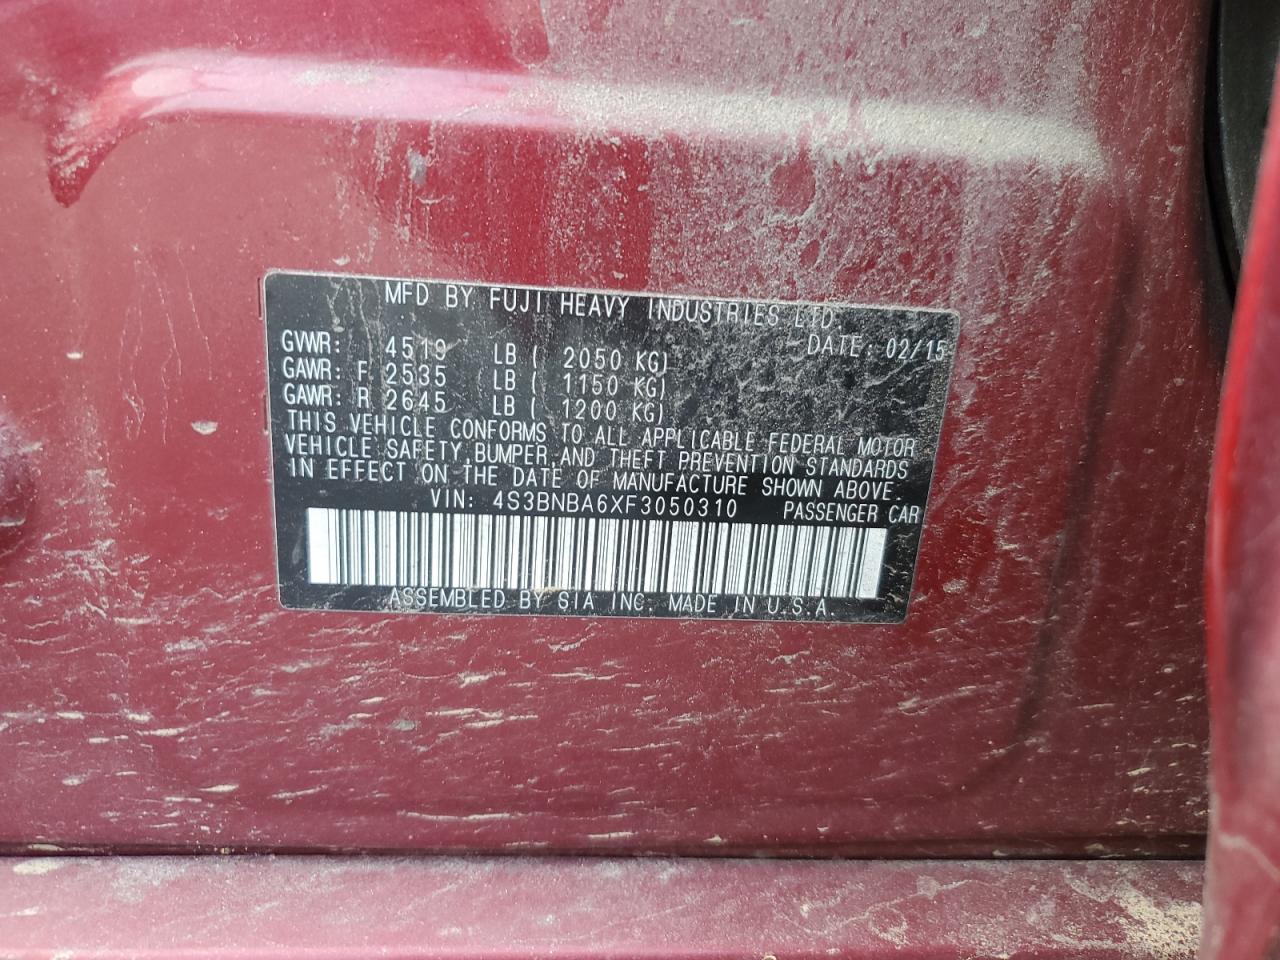 MFD BY FUJI HEAVY INDUSTRIES LTD.
DATE: 02/15
GVWR: 4519 LB ( 2050 KG)
GAWR: F 2535 LB ( 1150 KG)
GAWR: R 2645 LB ( 1200 KG)
THIS VEHICLE CONFORMS TO ALL APPLICABLE FEDERAL MOTOR
VEHICLE SAFETY, BUMPER, AND THEFT PREVENTION STANDARDS
IN EFFECT ON THE DATE OF MANUFACTURE SHOWN ABOVE.
VIN: 4S3BNBA6XF3050310 PASSENGER CAR
ASSEMBLED BY SIA INC. MADE IN U.S.A.